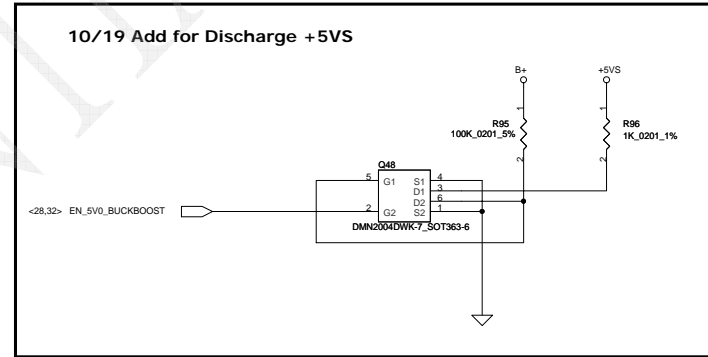 10/19 Add for Discharge +5VS
B+
+5VS
1
1
R95
100K_0201_5%
R96
1K_0201_1%
2
2
Q48
5 G1 S1 4
D1 3
D2 6
2 G2 S2 1
<28,32> EN_5V0_BUCKBOOST
DMN2004DWK-7_SOT363-6